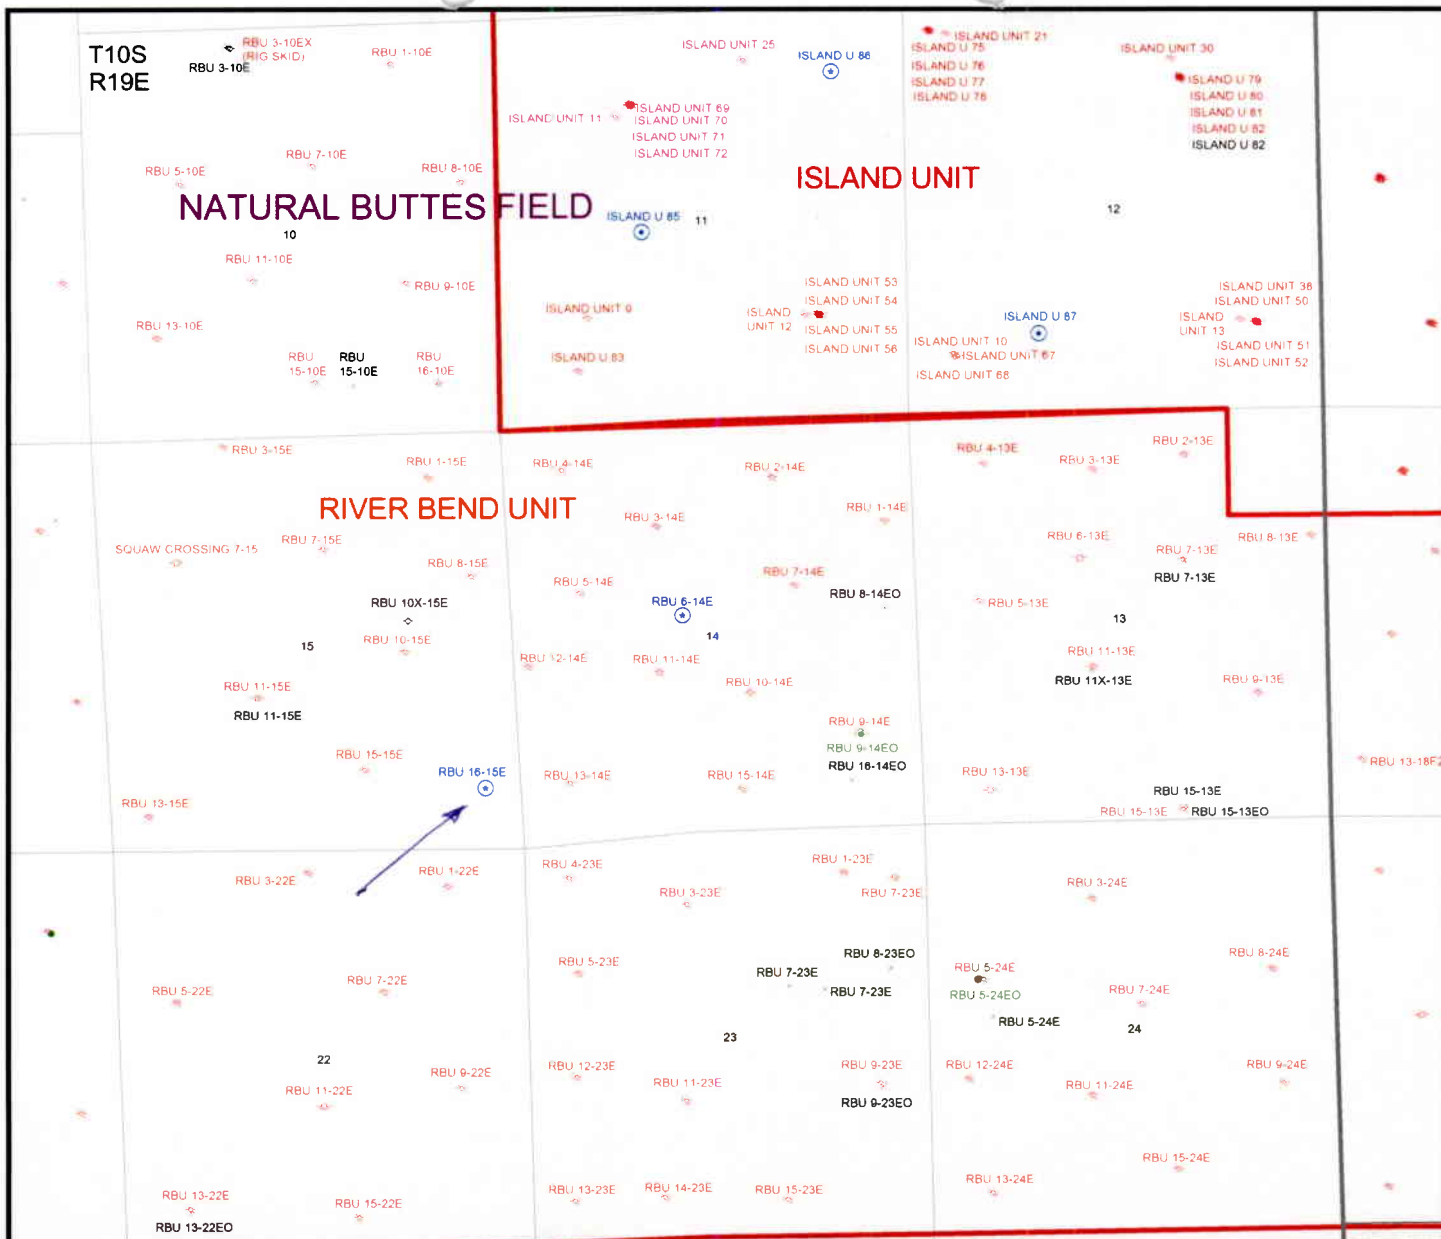 T10S
R19E
RBU 3-10EX
(RIG SKID)
RBU 3-10E
RBU 1-10E
ISLAND UNIT 25
ISLAND U 86
ISLAND UNIT 21
ISLAND U 75
ISLAND U 76
ISLAND U 77
ISLAND U 78
ISLAND UNIT 30
ISLAND U 79
ISLAND U 80
ISLAND U 81
ISLAND U 82
ISLAND U 82
ISLAND UNIT 11
ISLAND UNIT 69
ISLAND UNIT 70
ISLAND UNIT 71
ISLAND UNIT 72
RBU 5-10E
RBU 7-10E
RBU 8-10E
NATURAL BUTTES FIELD
ISLAND UNIT
10
ISLAND U 85
11
12
RBU 11-10E
RBU 9-10E
RBU 13-10E
RBU
15-10E
RBU
15-10E
RBU
16-10E
ISLAND UNIT 9
ISLAND U 83
ISLAND
UNIT 12
ISLAND UNIT 53
ISLAND UNIT 54
ISLAND UNIT 55
ISLAND UNIT 56
ISLAND U 87
ISLAND UNIT 10
ISLAND UNIT 67
ISLAND UNIT 68
ISLAND UNIT 38
ISLAND UNIT 50
ISLAND
UNIT 13
ISLAND UNIT 51
ISLAND UNIT 52
RBU 3-15E
RBU 1-15E
RBU 4-14E
RBU 2-14E
RBU 4-13E
RBU 3-13E
RBU 2-13E
RIVER BEND UNIT
RBU 3-14E
RBU 1-14E
SQUAW CROSSING 7-15
RBU 7-15E
RBU 8-15E
RBU 5-14E
RBU 7-14E
RBU 6-13E
RBU 7-13E
RBU 7-13E
RBU 8-13E
RBU 10X-15E
RBU 6-14E
RBU 8-14EO
RBU 5-13E
15
RBU 10-15E
14
13
RBU 12-14E
RBU 11-14E
RBU 11-13E
RBU 11X-13E
RBU 11-15E
RBU 11-15E
RBU 10-14E
RBU 9-13E
RBU 9-14E
RBU 9-14EO
RBU 16-14EO
RBU 15-15E
RBU 16-15E
RBU 13-14E
RBU 15-14E
RBU 13-13E
RBU 13-18F2
RBU 13-15E
RBU 15-13E
RBU 15-13E
RBU 15-13EO
RBU 3-22E
RBU 1-22E
RBU 4-23E
RBU 3-23E
RBU 1-23E
RBU 7-23E
RBU 3-24E
RBU 5-22E
RBU 7-22E
RBU 5-23E
RBU 7-23E
RBU 8-23EO
RBU 7-23E
RBU 5-24E
RBU 5-24EO
RBU 5-24E
RBU 7-24E
RBU 8-24E
22
23
24
RBU 11-22E
RBU 9-22E
RBU 12-23E
RBU 11-23E
RBU 9-23E
RBU 9-23EO
RBU 12-24E
RBU 11-24E
RBU 9-24E
RBU 13-22E
RBU 13-22EO
RBU 15-22E
RBU 13-23E
RBU 14-23E
RBU 15-23E
RBU 13-24E
RBU 15-24E